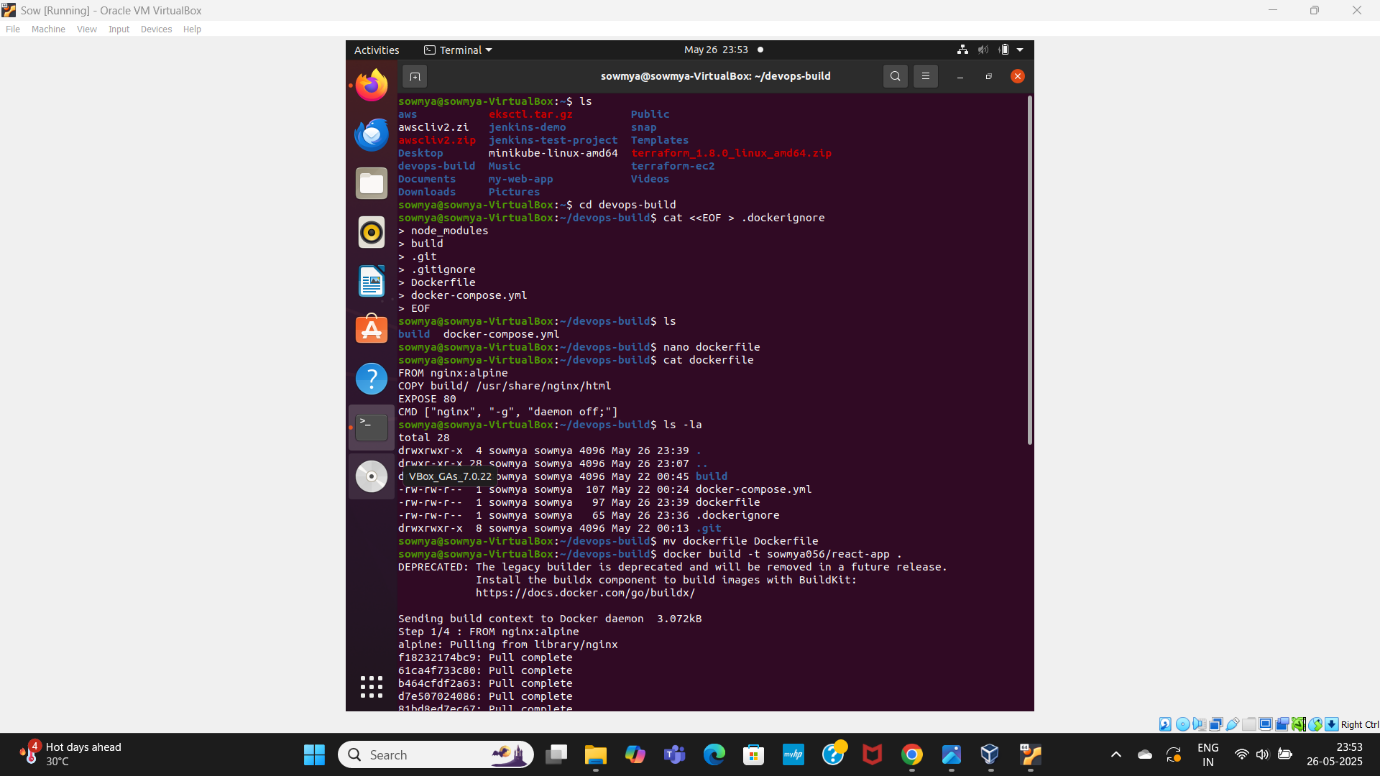 Sow [Running] - Oracle VM VirtualBox
File Machine View Input Devices Help
Activities Terminal May 26 23:53
sowmya@sowmya-VirtualBox: ~/devops-build
sowmya@sowmya-VirtualBox:~$ ls
aws eksctl.tar.gz Public
awscliv2.zi jenkins-demo snap
awscliv2.zip jenkins-test-project Templates
Desktop minikube-linux-amd64 terraform_1.8.0_linux_amd64.zip
devops-build Music terraform-ec2
Documents my-web-app Videos
Downloads Pictures
sowmya@sowmya-VirtualBox:~$ cd devops-build
sowmya@sowmya-VirtualBox:~/devops-build$ cat <<EOF > .dockerignore
> node_modules
> build
> .git
> .gitignore
> Dockerfile
> docker-compose.yml
> EOF
sowmya@sowmya-VirtualBox:~/devops-build$ ls
build docker-compose.yml
sowmya@sowmya-VirtualBox:~/devops-build$ nano dockerfile
sowmya@sowmya-VirtualBox:~/devops-build$ cat dockerfile
FROM nginx:alpine
COPY build/ /usr/share/nginx/html
EXPOSE 80
CMD ["nginx", "-g", "daemon off;"]
sowmya@sowmya-VirtualBox:~/devops-build$ ls -la
total 28
drwxrwxr-x 4 sowmya sowmya 4096 May 26 23:39 .
drwxr-xr-x 28 sowmya sowmya 4096 May 26 23:07 ..
d VBox_GAs_7.0.22 owmya sowmya 4096 May 22 00:45 build
-rw-rw-r-- 1 sowmya sowmya 107 May 22 00:24 docker-compose.yml
-rw-rw-r-- 1 sowmya sowmya 97 May 26 23:39 dockerfile
-rw-rw-r-- 1 sowmya sowmya 65 May 26 23:36 .dockerignore
drwxrwxr-x 8 sowmya sowmya 4096 May 22 00:13 .git
sowmya@sowmya-VirtualBox:~/devops-build$ mv dockerfile Dockerfile
sowmya@sowmya-VirtualBox:~/devops-build$ docker build -t sowmya056/react-app .
DEPRECATED: The legacy builder is deprecated and will be removed in a future release.
Install the buildx component to build images with BuildKit:
https://docs.docker.com/go/buildx/
Sending build context to Docker daemon 3.072kB
Step 1/4 : FROM nginx:alpine
alpine: Pulling from library/nginx
f18232174bc9: Pull complete
61ca4f733c80: Pull complete
b464cfdf2a63: Pull complete
d7e507024086: Pull complete
81bd8ed7ec67: Pull complete
Right Ctrl
4 Hot days ahead
30°C
Search
myhp
ENG
IN
23:53
26-05-2025